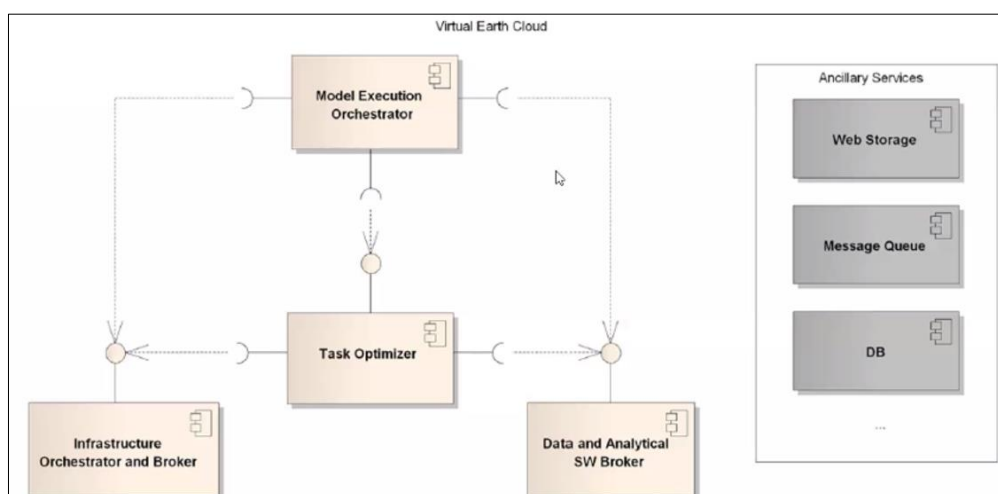 Virtual Earth Cloud
Model Execution
Orchestrator
Ancillary Services
Web Storage
Message Queue
Task Optimizer
DB
Infrastructure
Orchestrator and Broker
Data and Analytical
SW Broker
...